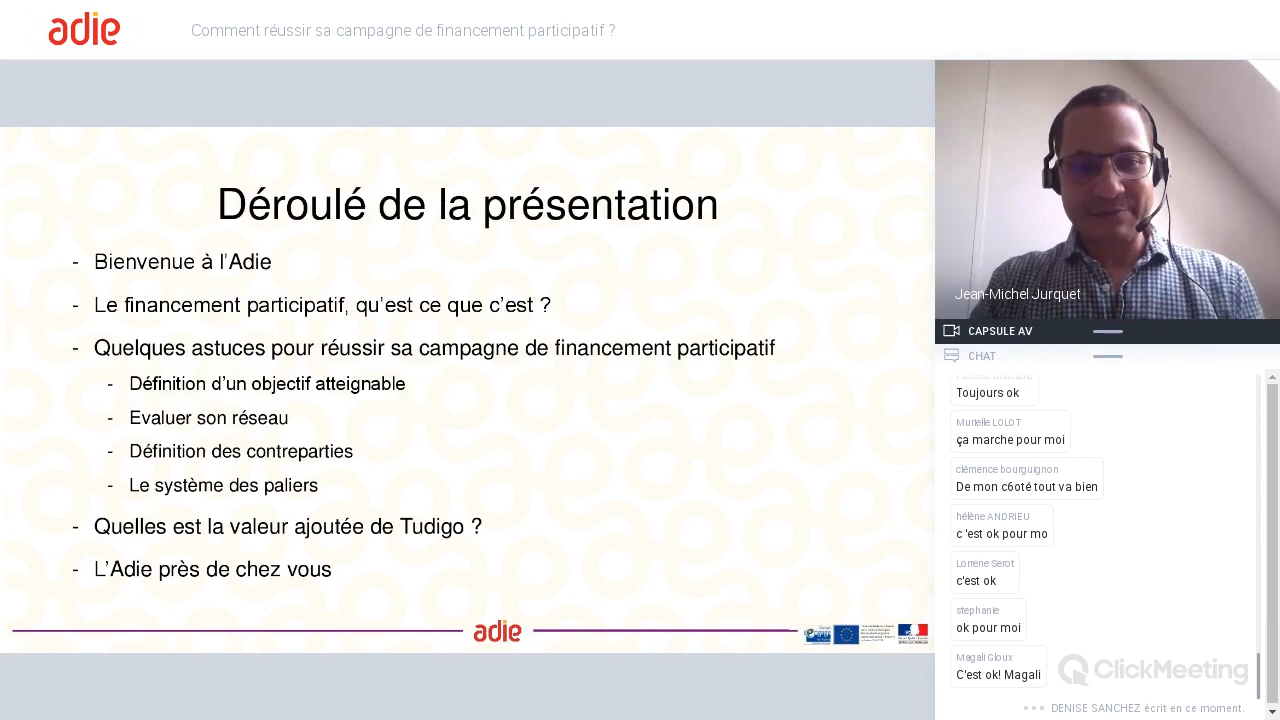 adie
Comment réussir sa campagne de financement participatif ?
Déroulé de la présentation
- Bienvenue à l'Adie
- Le financement participatif, qu'est ce que c'est ?
- Quelques astuces pour réussir sa campagne de financement participatif
- Définition d'un objectif atteignable
- Evaluer son réseau
- Définition des contreparties
- Le système des paliers
- Quelles est la valeur ajoutée de Tudigo ?
- L'Adie près de chez vous
adie
Jean-Michel Jurquet
CAPSULE AV
CHAT
Toujours ok
Murielle LOLOT
ça marche pour moi
clémence bourguignon
De mon c6oté tout va bien
hélène ANDRIEU
c 'est ok pour mo
Lorrene Serot
c'est ok
stephanie
ok pour moi
Magali Gloux
C'est ok! Magali
ClickMeeting
DENISE SANCHEZ écrit en ce moment.